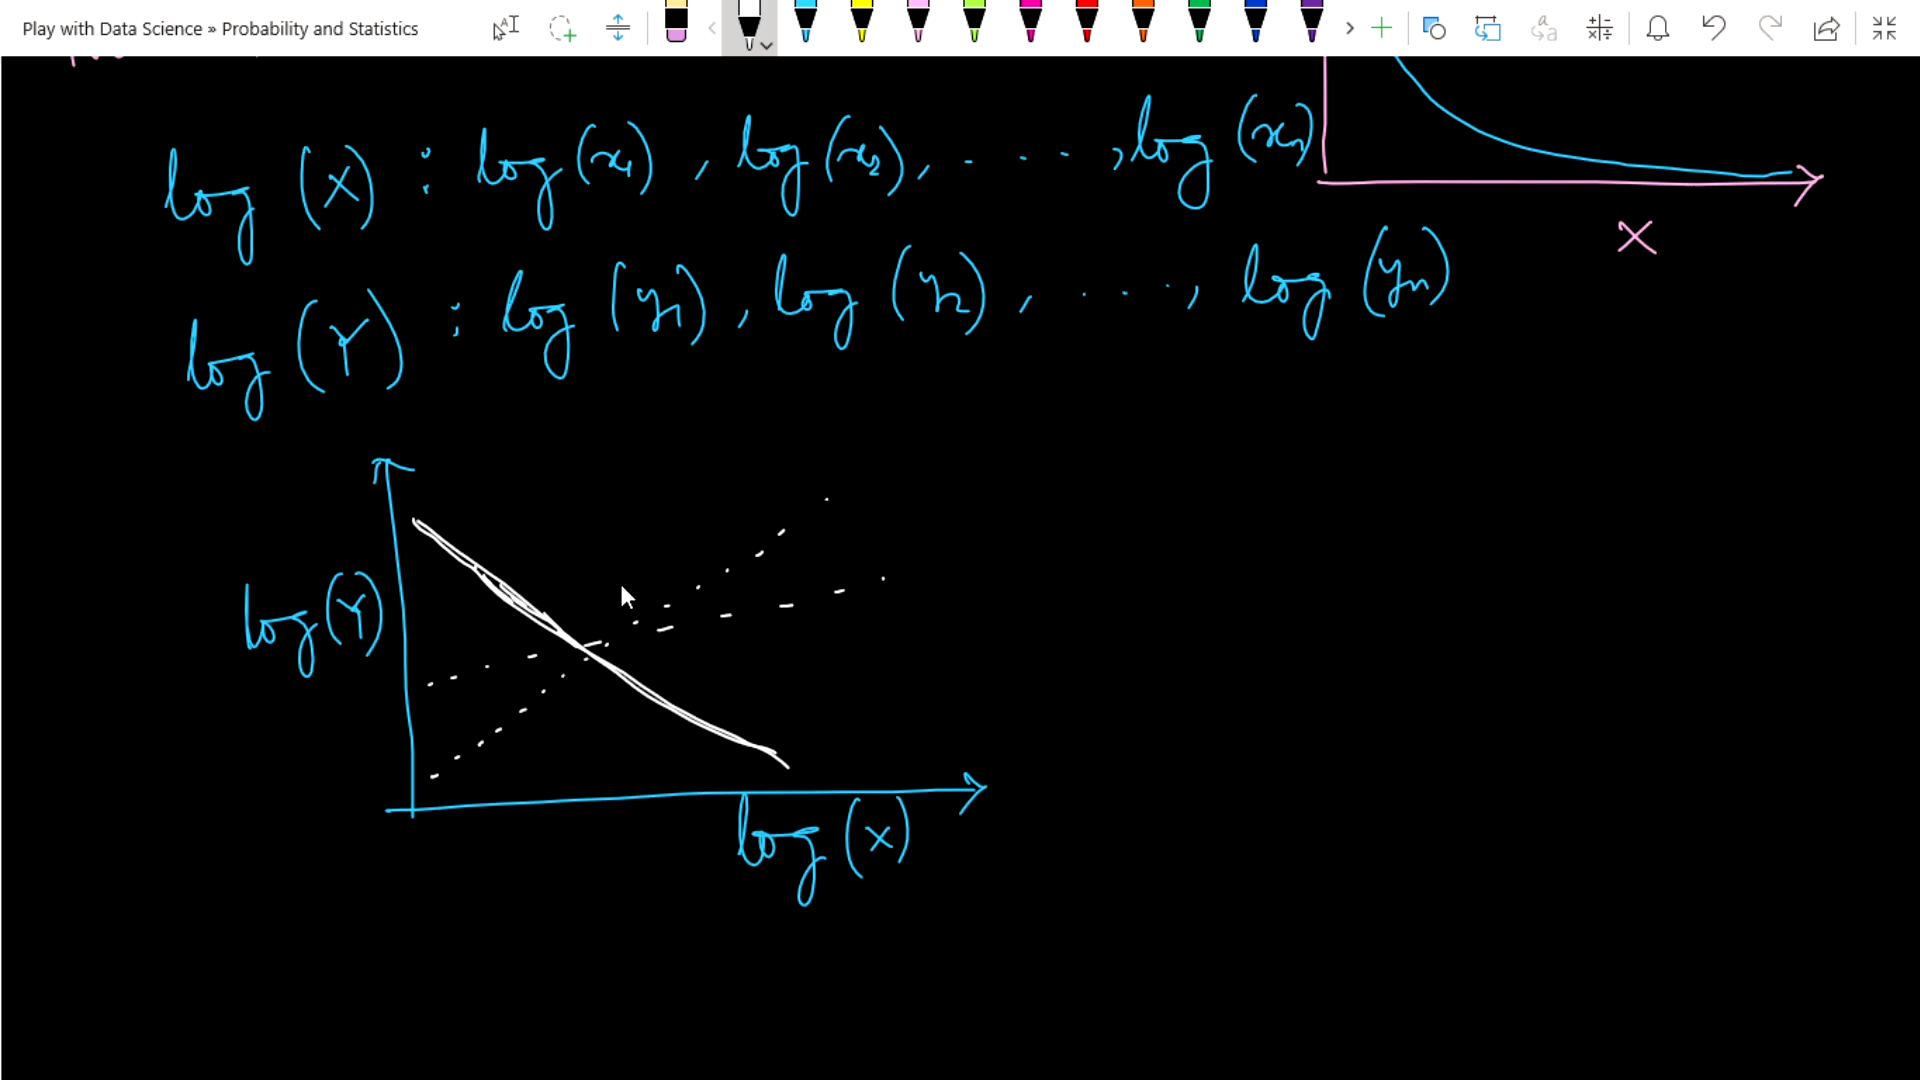 Play with Data Science » Probability and Statistics
log (X) : log(x1) , log(x2), - - - - , log (xn)
X
log (Y) : log (y1), log (y2), - - - - , log (yn)
log(Y)
log (X)